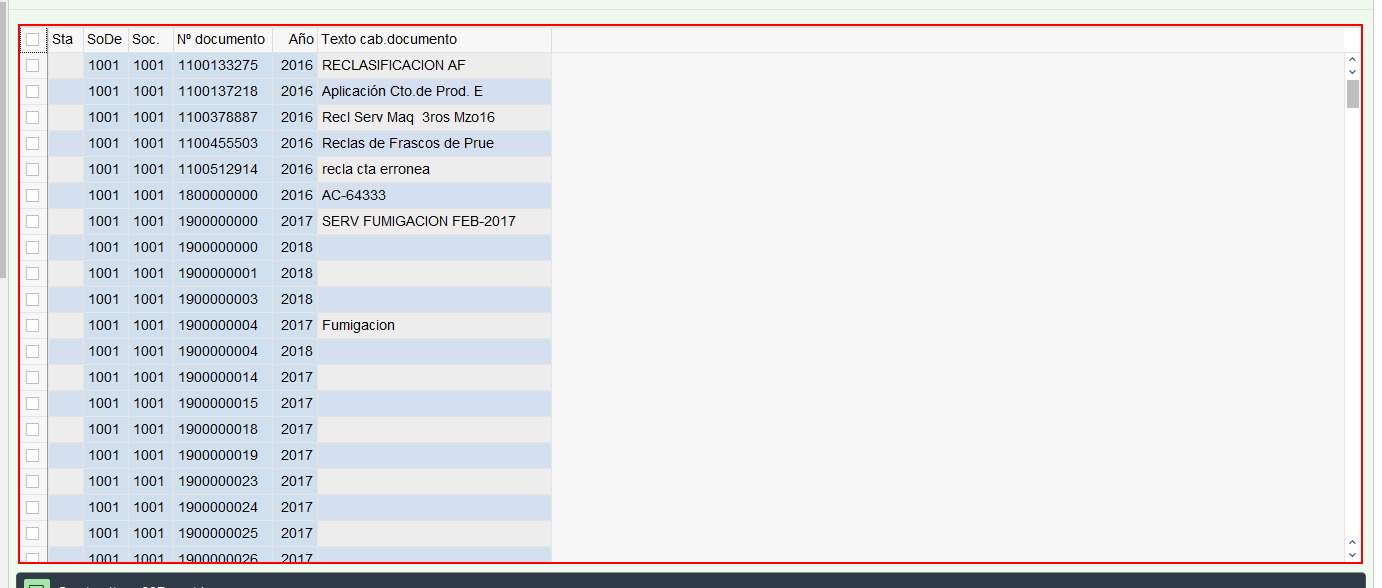 Sta SoDe Soc. Nº documento Año Texto cab.documento
1001 1001 1100133275 2016 RECLASIFICACION AF
1001 1001 1100137218 2016 Aplicación Cto.de Prod. E
1001 1001 1100378887 2016 Recl Serv Maq  3ros Mzo16
1001 1001 1100455503 2016 Reclas de Frascos de Prue
1001 1001 1100512914 2016 recla cta erronea
1001 1001 1800000000 2016 AC-64333
1001 1001 1900000000 2017 SERV FUMIGACION FEB-2017
1001 1001 1900000000 2018
1001 1001 1900000001 2018
1001 1001 1900000003 2018
1001 1001 1900000004 2017 Fumigacion
1001 1001 1900000004 2018
1001 1001 1900000014 2017
1001 1001 1900000015 2017
1001 1001 1900000018 2017
1001 1001 1900000019 2017
1001 1001 1900000023 2017
1001 1001 1900000024 2017
1001 1001 1900000025 2017
1001 1001 1900000026 2017